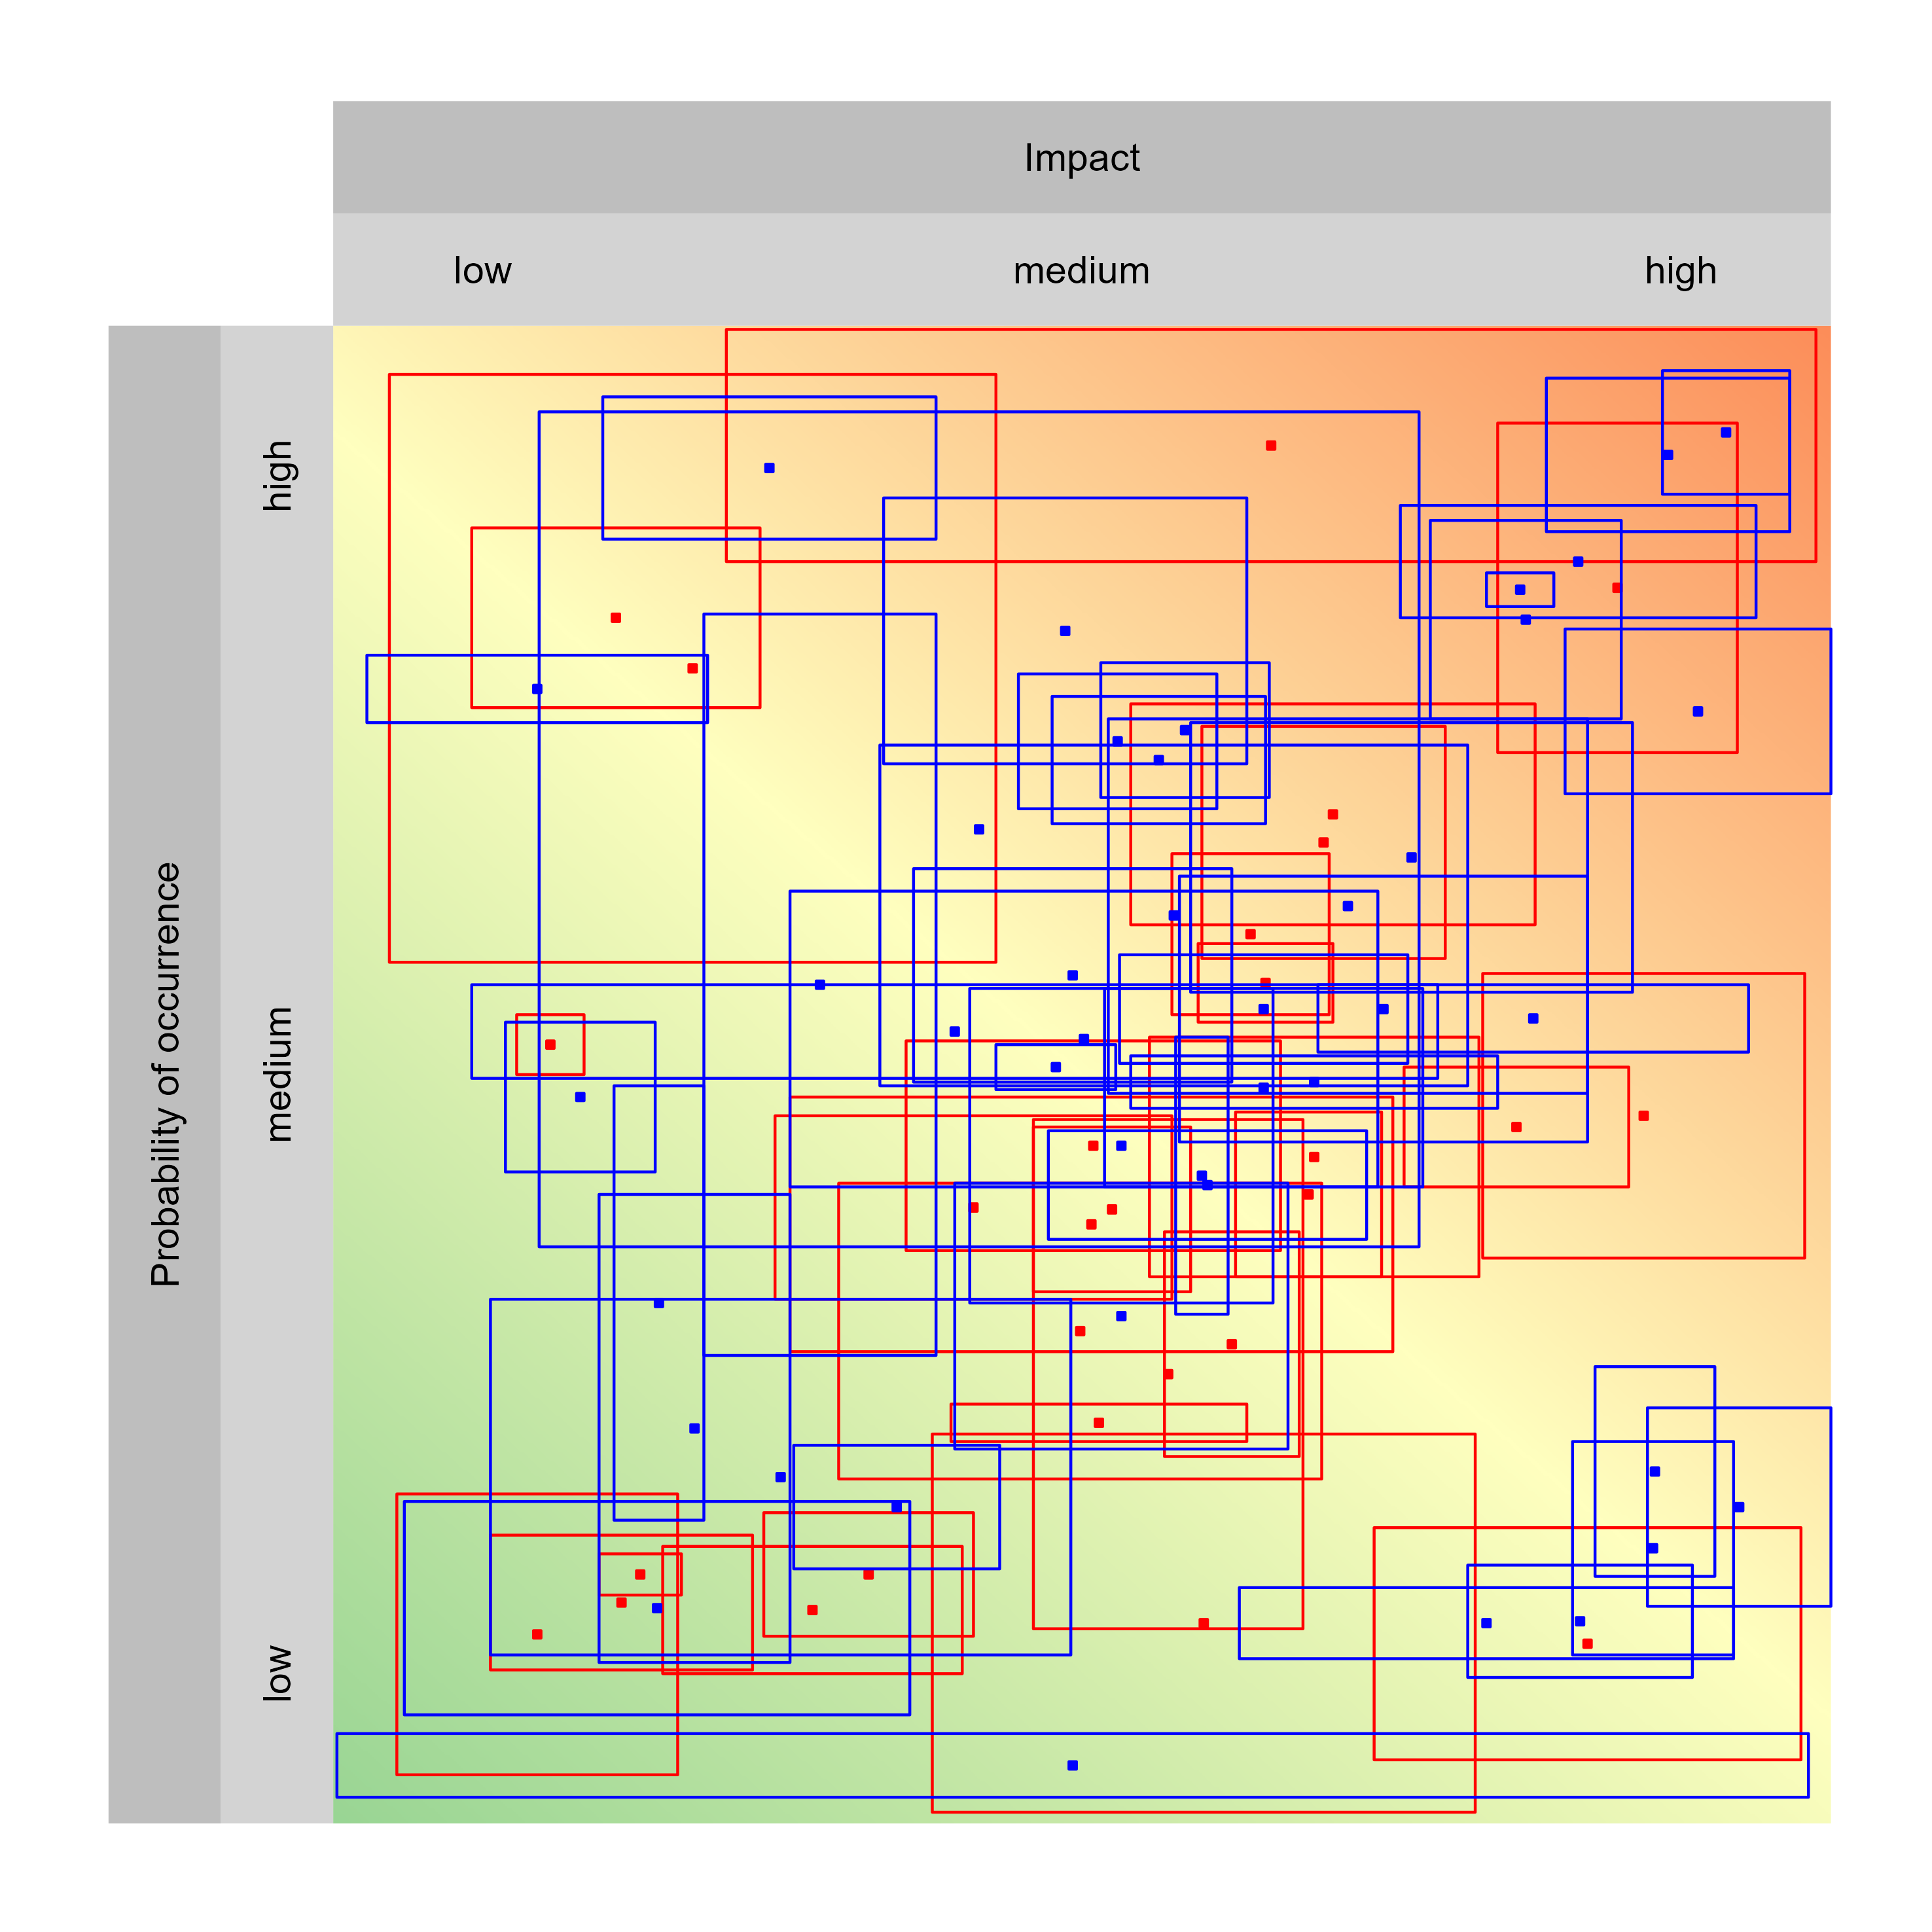 Impact
low medium high
Probability of occurrence
high
medium
low